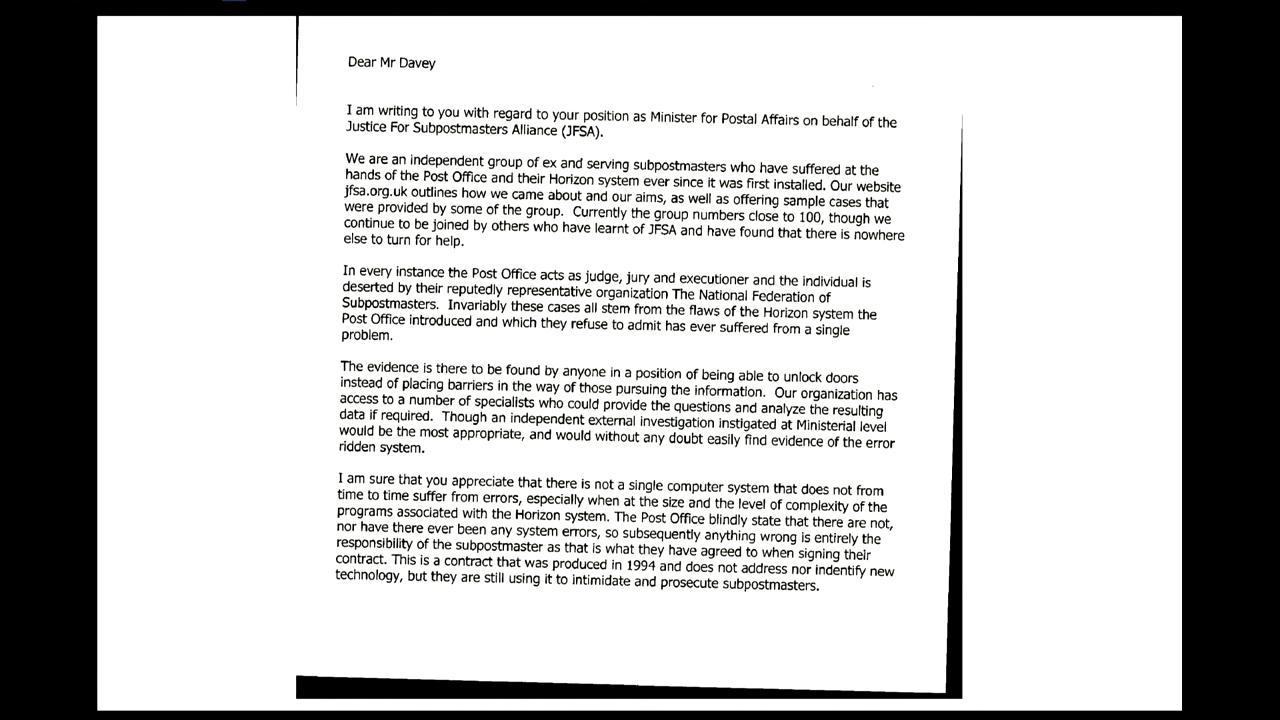 Dear Mr Davey
I am writing to you with regard to your position as Minister for Postal Affairs on behalf of the
Justice For Subpostmasters Alliance (JFSA).
We are an independent group of ex and serving subpostmasters who have suffered at the
hands of the Post Office and their Horizon system ever since it was first installed. Our website
jfsa.org.uk outlines how we came about and our aims, as well as offering sample cases that
were provided by some of the group.  Currently the group numbers close to 100, though we
continue to be joined by others who have learnt of JFSA and have found that there is nowhere
else to turn for help.
In every instance the Post Office acts as judge, jury and executioner and the individual is
deserted by their reputedly representative organization The National Federation of
Subpostmasters.  Invariably these cases all stem from the flaws of the Horizon system the
Post Office introduced and which they refuse to admit has ever suffered from a single
problem.
The evidence is there to be found by anyone in a position of being able to unlock doors
instead of placing barriers in the way of those pursuing the information.  Our organization has
access to a number of specialists who could provide the questions and analyze the resulting
data if required.  Though an independent external investigation instigated at Ministerial level
would be the most appropriate, and would without any doubt easily find evidence of the error
ridden system.
I am sure that you appreciate that there is not a single computer system that does not from
time to time suffer from errors, especially when at the size and the level of complexity of the
programs associated with the Horizon system. The Post Office blindly state that there are not,
nor have there ever been any system errors, so subsequently anything wrong is entirely the
responsibility of the subpostmaster as that is what they have agreed to when signing their
contract. This is a contract that was produced in 1994 and does not address nor indentify new
technology, but they are still using it to intimidate and prosecute subpostmasters.